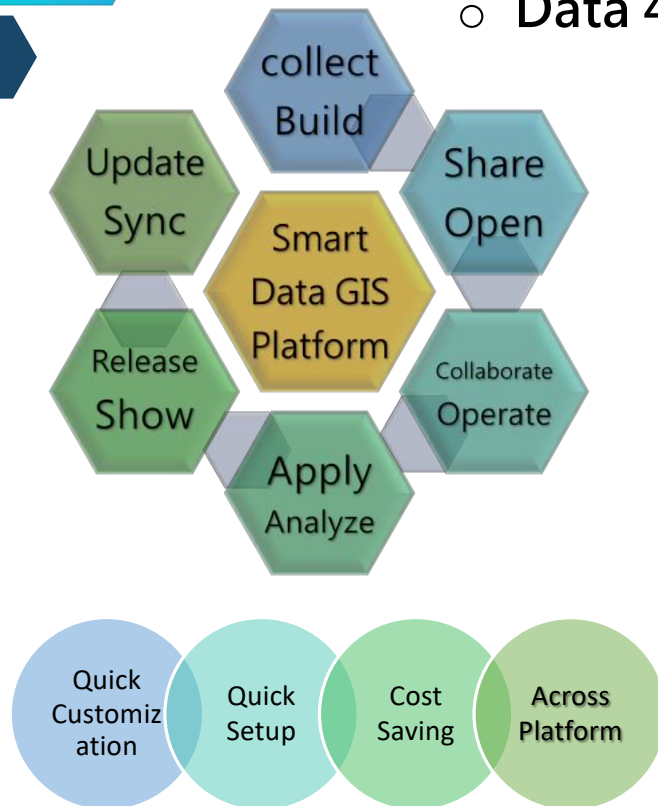 ○ Data 4
collect
Build
Share
Open
Collaborate
Operate
Apply
Analyze
Release
Show
Update
Sync
Smart
Data GIS
Platform
Quick
Customiz
ation
Quick
Setup
Cost
Saving
Across
Platform